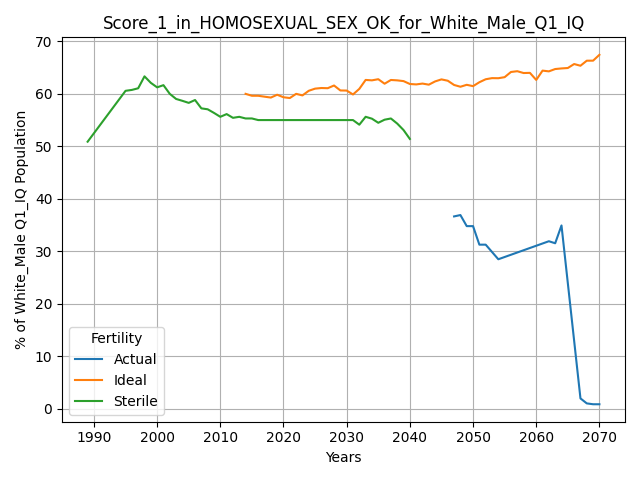 Score_1_in_HOMOSEXUAL_SEX_OK_for_White_Male_Q1_IQ
% of White_Male Q1_IQ Population
70
60
50
40
30
20
10
0
Fertility
Actual
Ideal
Sterile
1990 2000 2010 2020 2030 2040 2050 2060 2070
Years